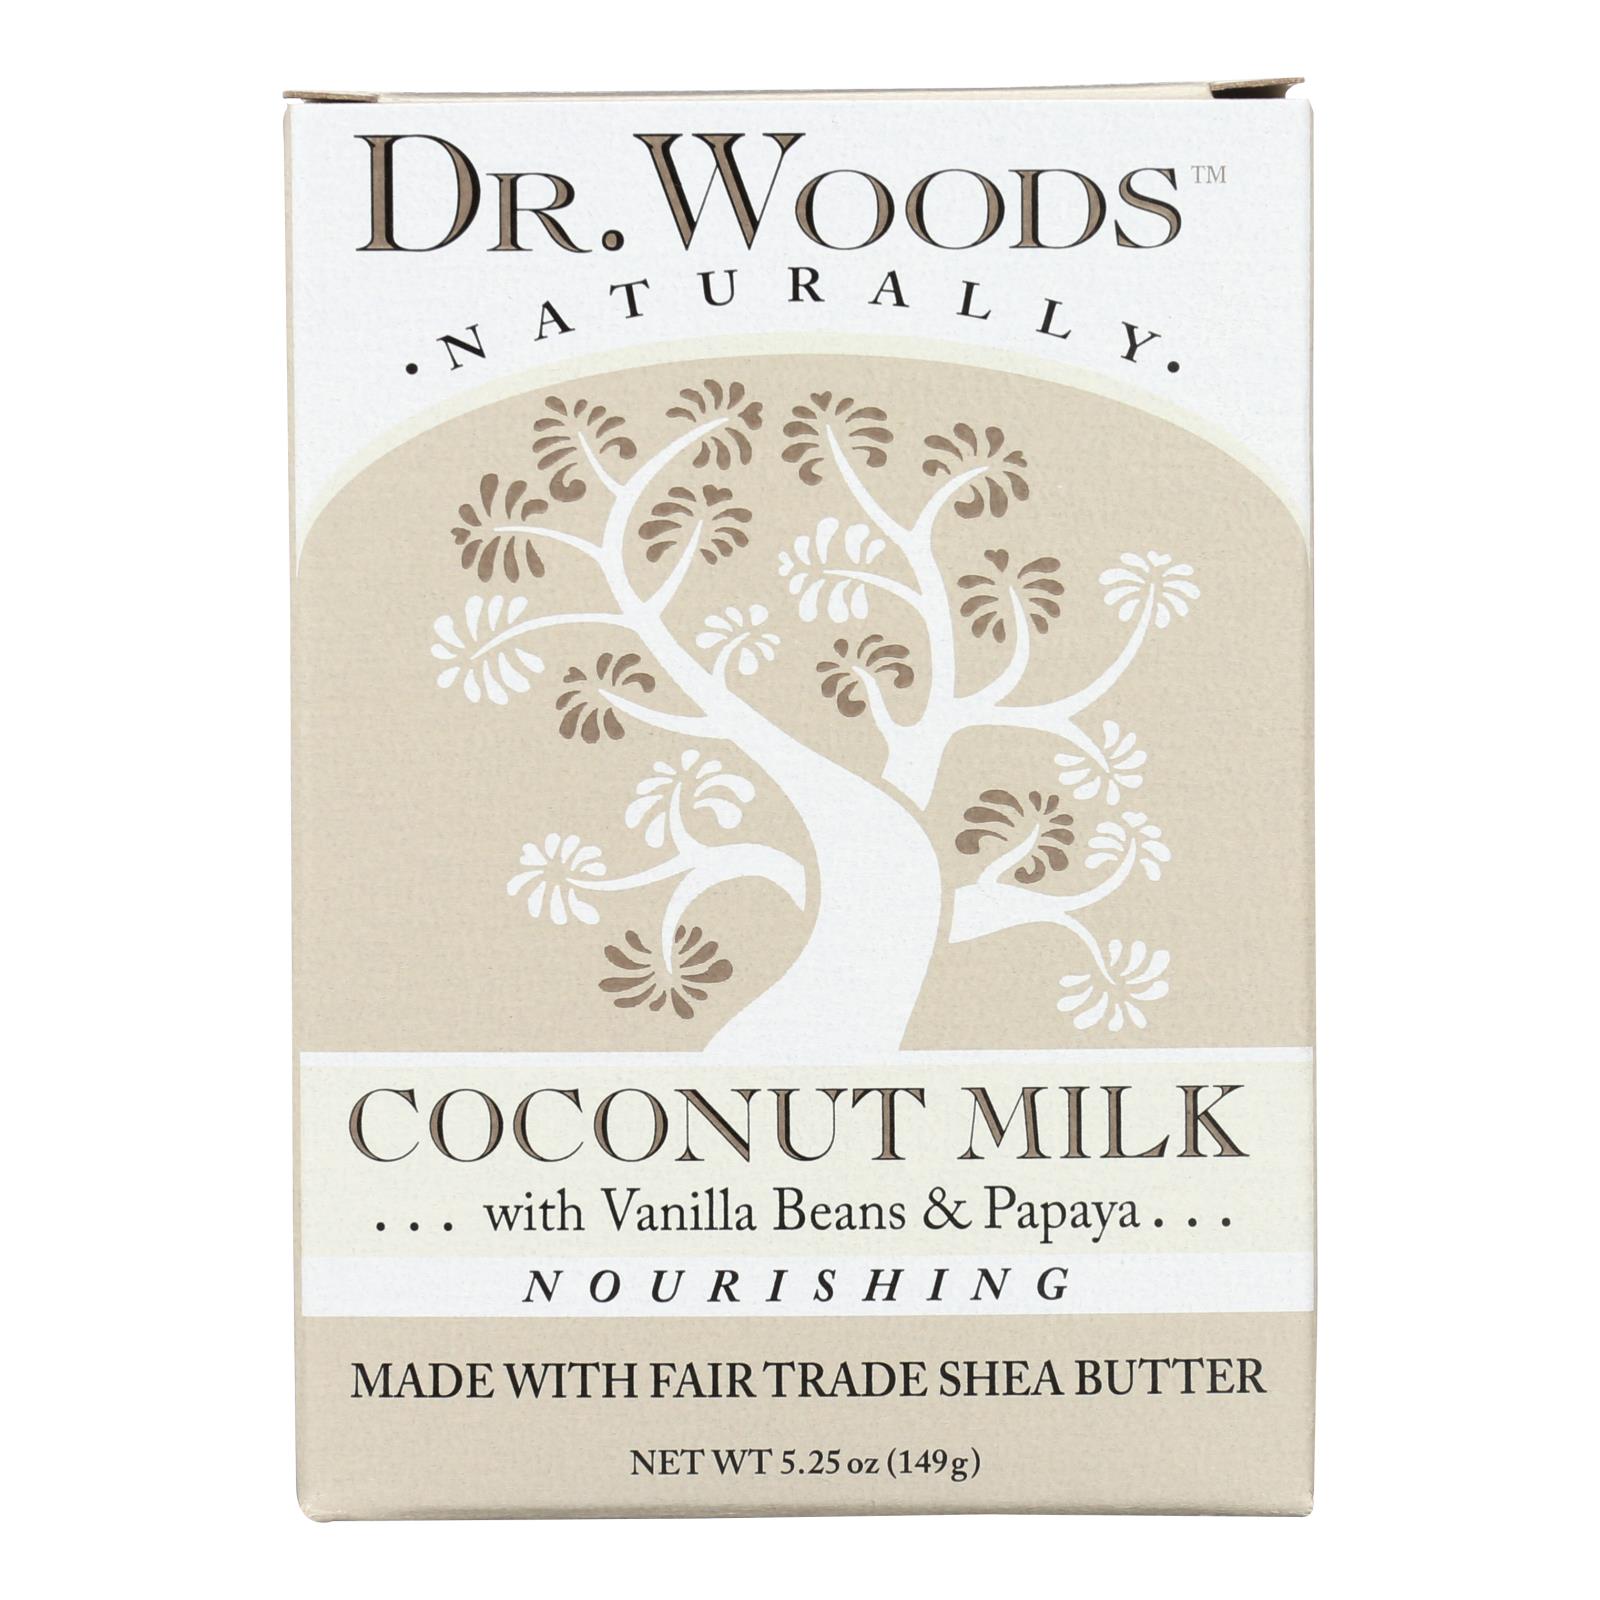 DR. WOODS™
· NATURALLY ·
COCONUT MILK
... with Vanilla Beans & Papaya ...
NOURISHING
MADE WITH FAIR TRADE SHEA BUTTER
NET WT 5.25 oz (149g)